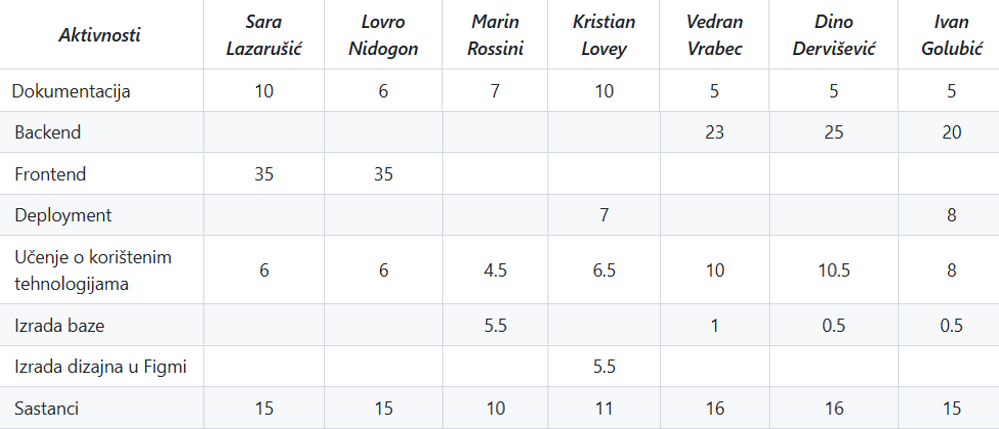 Aktivnosti Sara Lazarušić Lovro Nidogon Marin Rossini Kristian Lovey Vedran Vrabec Dino Dervišević Ivan Golubić
Dokumentacija 10 6 7 10 5 5 5
Backend 23 25 20
Frontend 35 35
Deployment 7 8
Učenje o korištenim tehnologijama 6 6 4.5 6.5 10 10.5 8
Izrada baze 5.5 1 0.5 0.5
Izrada dizajna u Figmi 5.5
Sastanci 15 15 10 11 16 16 15